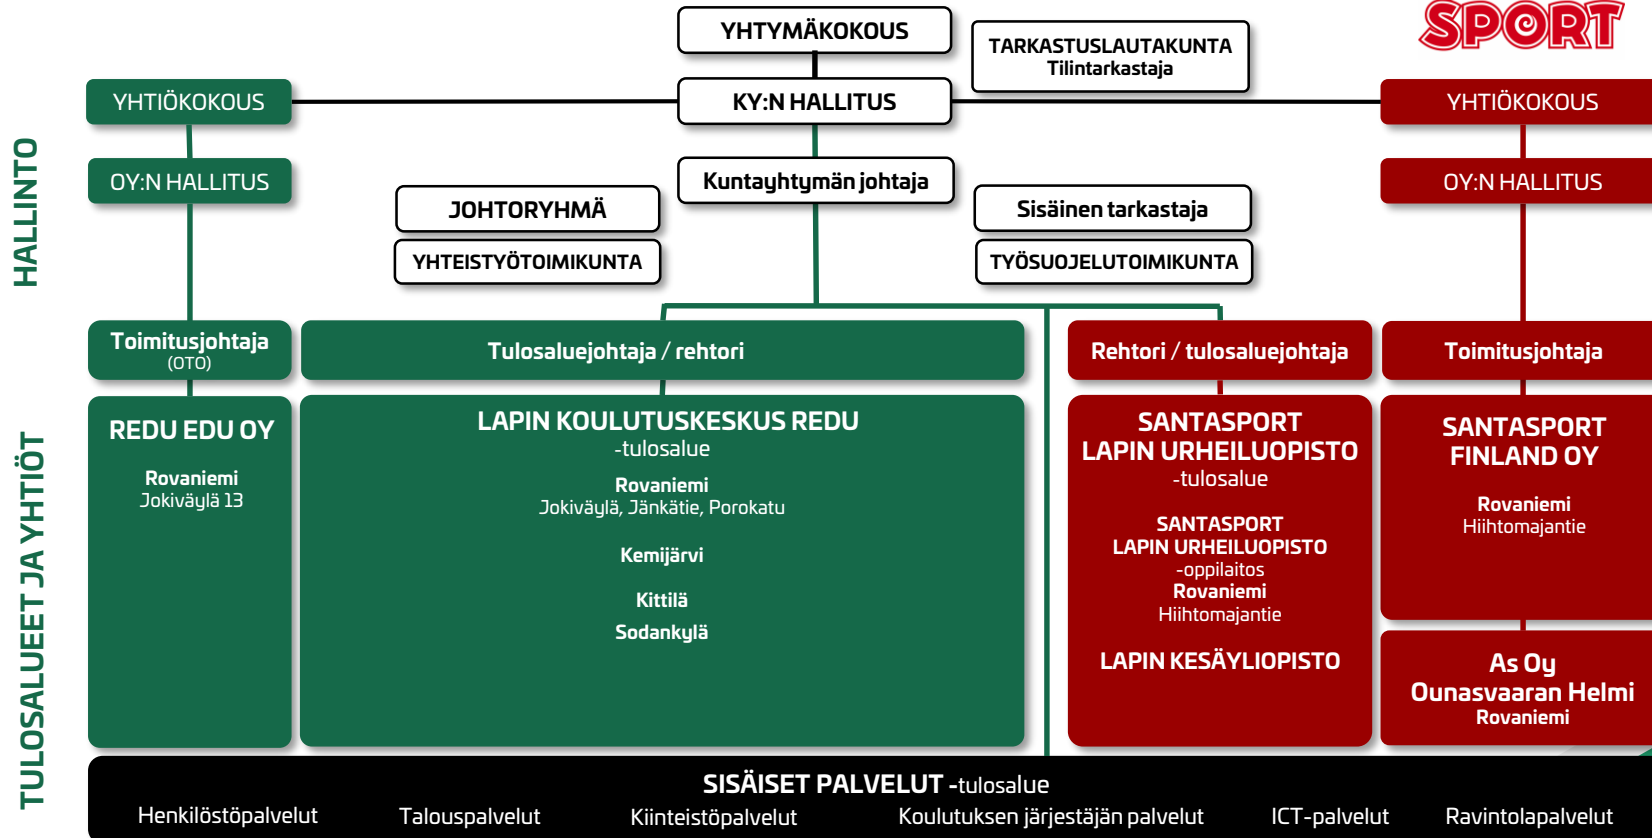 SPORT
YHTYMÄKOKOUS
TARKASTUSLAUTAKUNTA
Tilintarkastaja
YHTIÖKOKOUS
KY:N HALLITUS
YHTIÖKOKOUS
HALLINTO
OY:N HALLITUS
Kuntayhtymän johtaja
OY:N HALLITUS
JOHTORYHMÄ
Sisäinen tarkastaja
YHTEISTYÖTOIMIKUNTA
TYÖSUOJELUTOIMIKUNTA
Toimitusjohtaja
(OTO)
Tulosaluejohtaja / rehtori
Rehtori / tulosaluejohtaja
Toimitusjohtaja
TULOSALUEET JA YHTIÖT
REDU EDU OY
Rovaniemi
Jokiväylä 13
LAPIN KOULUTUSKESKUS REDU
-tulosalue
Rovaniemi
Jokiväylä, Jänkätie, Porokatu
Kemijärvi
Kittilä
Sodankylä
SANTASPORT
LAPIN URHEILUOPISTO
-tulosalue
SANTASPORT
LAPIN URHEILUOPISTO
-oppilaitos
Rovaniemi
Hiihtomajantie
LAPIN KESÄYLIOPISTO
SANTASPORT
FINLAND OY
Rovaniemi
Hiihtomajantie
As Oy
Ounasvaaran Helmi
Rovaniemi
SISÄISET PALVELUT -tulosalue
Henkilöstöpalvelut Talouspalvelut Kiinteistöpalvelut Koulutuksen järjestäjän palvelut ICT-palvelut Ravintolapalvelut